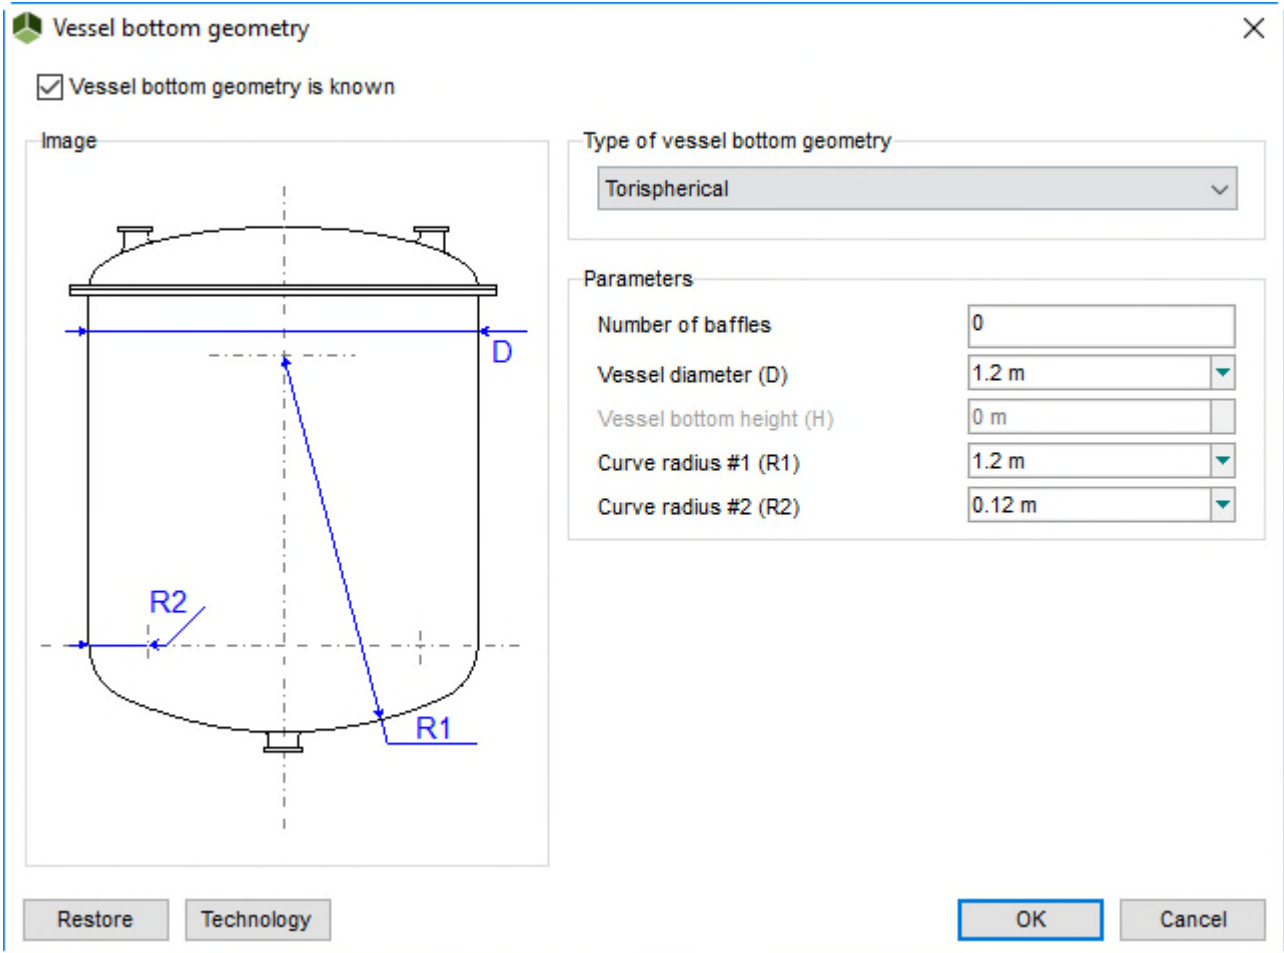 Vessel bottom geometry
Vessel bottom geometry is known
Image
D
R2
R1
Type of vessel bottom geometry
Torispherical
Parameters
Number of baffles 0
Vessel diameter (D) 1.2 m
Vessel bottom height (H) 0 m
Curve radius #1 (R1) 1.2 m
Curve radius #2 (R2) 0.12 m
Restore Technology OK Cancel